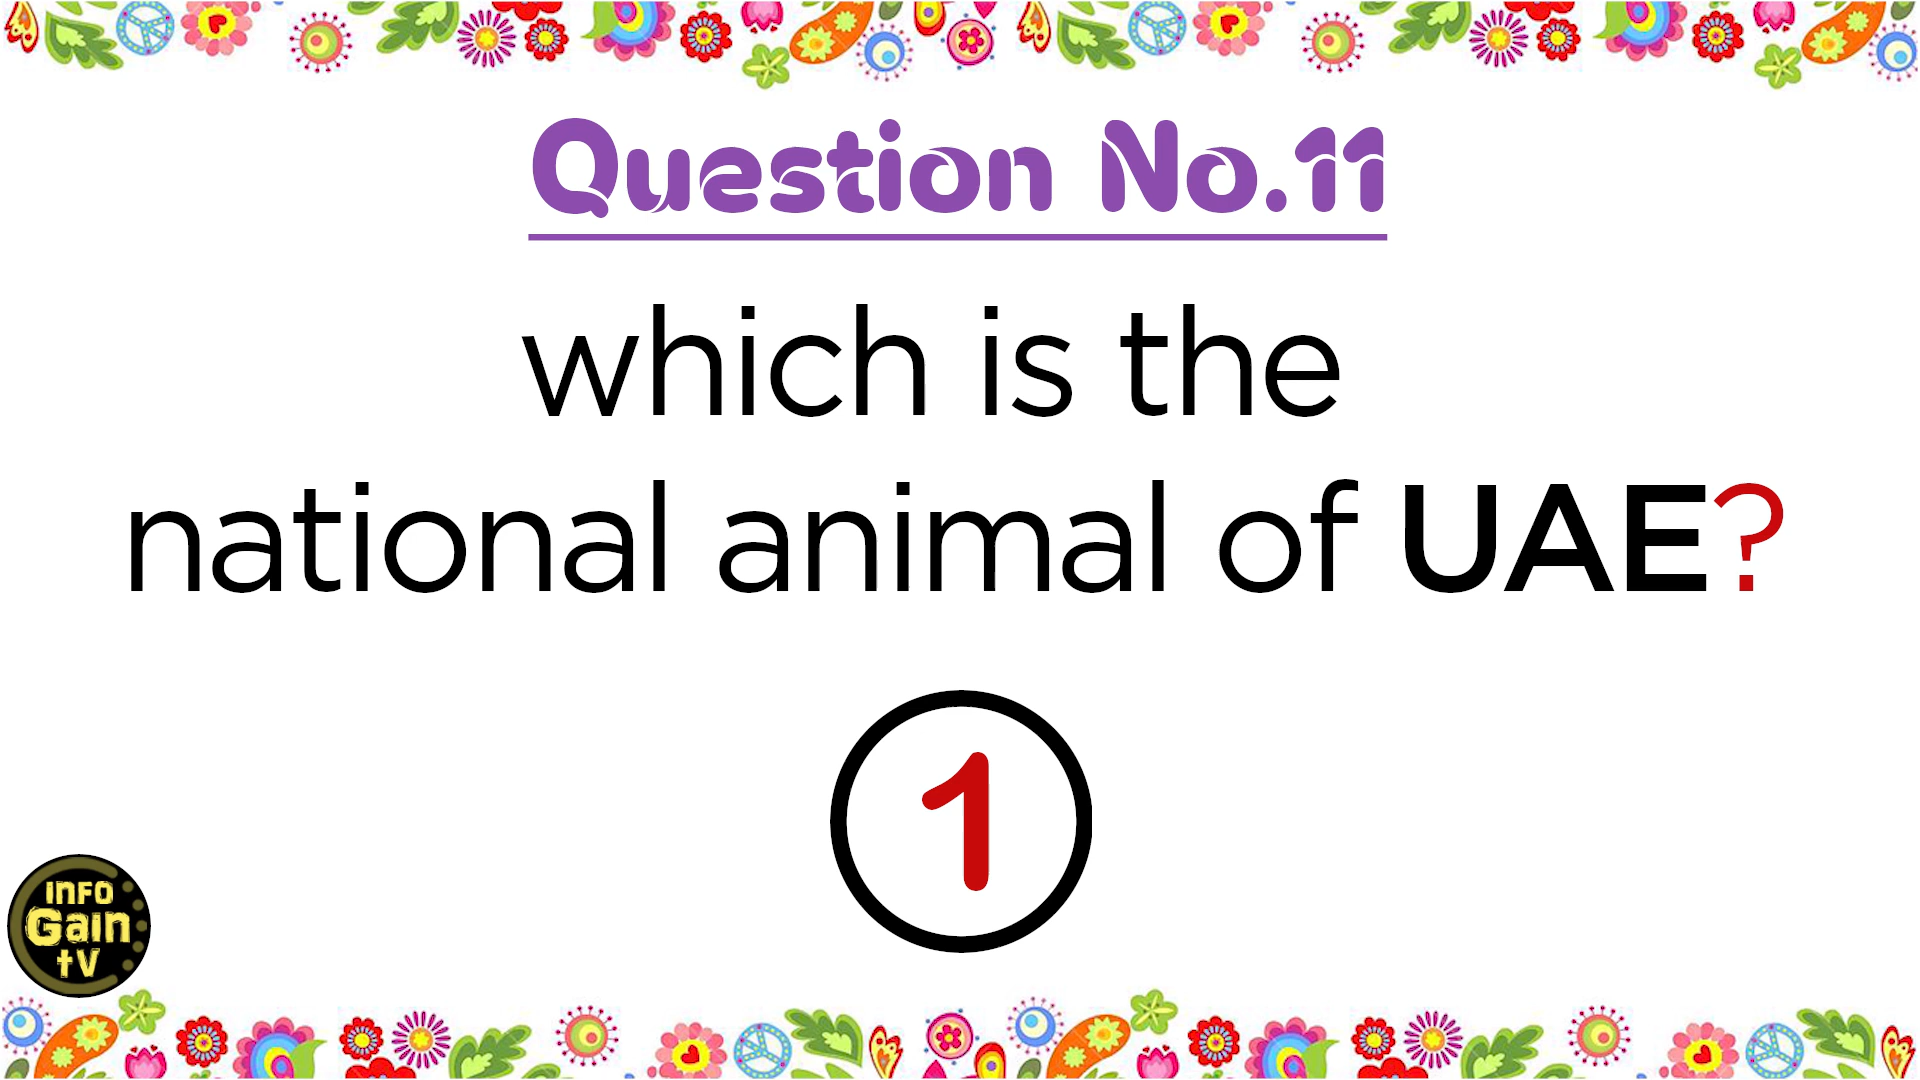 Question No.11
which is the
national animal of UAE?
1
INFO
Gain
tV